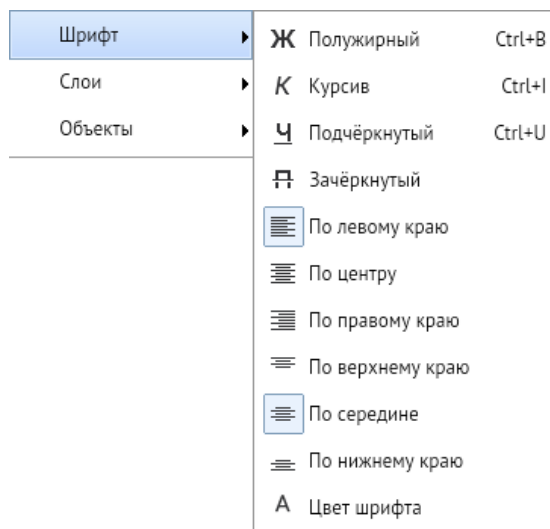 Шрифт
Слои
Объекты
Ж Полужирный Ctrl+B
К Курсив Ctrl+I
Ч Подчёркнутый Ctrl+U
П Зачёркнутый
По левому краю
По центру
По правому краю
По верхнему краю
По середине
По нижнему краю
А Цвет шрифта